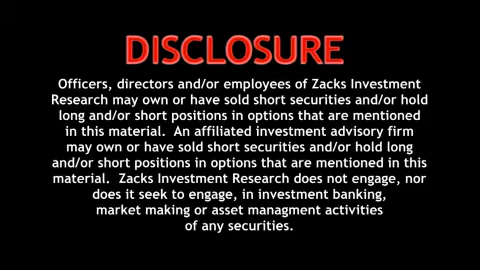 DISCLOSURE
Officers, directors and/or employees of Zacks Investment
Research may own or have sold short securities and/or hold
long and/or short positions in options that are mentioned
in this material.  An affiliated investment advisory firm
may own or have sold short securities and/or hold long
and/or short positions in options that are mentioned in this
material.  Zacks Investment Research does not engage, nor
does it seek to engage, in investment banking,
market making or asset managment activities
of any securities.